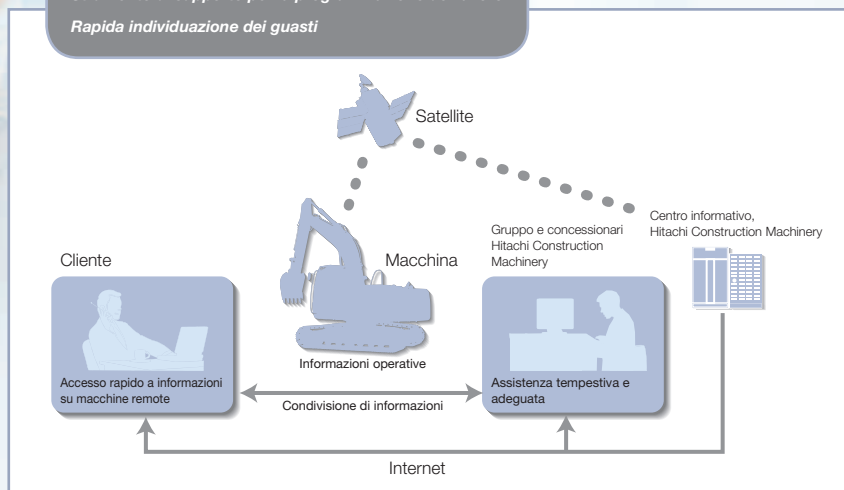 Rapida individuazione dei guasti
Satellite
Centro informativo,
Hitachi Construction Machinery
Gruppo e concessionari
Hitachi Construction
Machinery
Cliente
Macchina
Informazioni operative
Accesso rapido a informazioni
su macchine remote
Assistenza tempestiva e
adeguata
Condivisione di informazioni
Internet